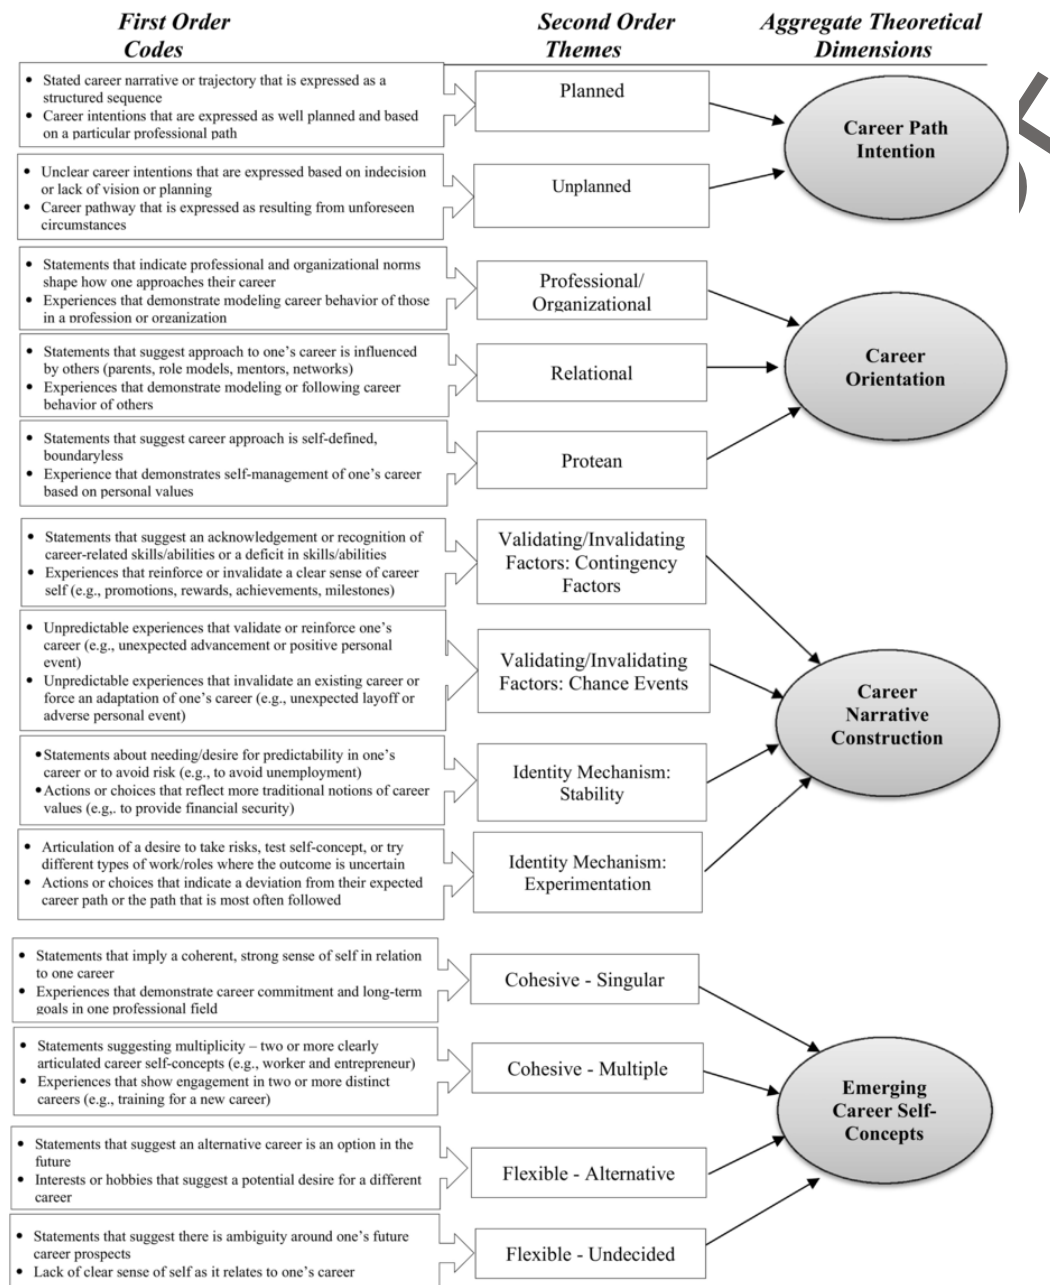 First Order
Codes
Second Order
Themes
Aggregate Theoretical
Dimensions
• Stated career narrative or trajectory that is expressed as a
structured sequence
• Career intentions that are expressed as well planned and based
on a particular professional path
Planned
Career Path
Intention
• Unclear career intentions that are expressed based on indecision
or lack of vision or planning
• Career pathway that is expressed as resulting from unforeseen
circumstances
Unplanned
• Statements that indicate professional and organizational norms
shape how one approaches their career
• Experiences that demonstrate modeling career behavior of those
in a profession or organization
Professional/
Organizational
• Statements that suggest approach to one's career is influenced
by others (parents, role models, mentors, networks)
• Experiences that demonstrate modeling or following career
behavior of others
Relational
Career
Orientation
• Statements that suggest career approach is self-defined,
boundaryless
• Experience that demonstrates self-management of one's career
based on personal values
Protean
• Statements that suggest an acknowledgement or recognition of
career-related skills/abilities or a deficit in skills/abilities
• Experiences that reinforce or invalidate a clear sense of career
self (e.g., promotions, rewards, achievements, milestones)
Validating/Invalidating
Factors: Contingency
Factors
• Unpredictable experiences that validate or reinforce one's
career (e.g., unexpected advancement or positive personal
event)
• Unpredictable experiences that invalidate an existing career or
force an adaptation of one's career (e.g., unexpected layoff or
adverse personal event)
Validating/Invalidating
Factors: Chance Events
Career
Narrative
Construction
• Statements about needing/desire for predictability in one's
career or to avoid risk (e.g., to avoid unemployment)
• Actions or choices that reflect more traditional notions of career
values (e.g,. to provide financial security)
Identity Mechanism:
Stability
• Articulation of a desire to take risks, test self-concept, or try
different types of work/roles where the outcome is uncertain
• Actions or choices that indicate a deviation from their expected
career path or the path that is most often followed
Identity Mechanism:
Experimentation
• Statements that imply a coherent, strong sense of self in relation
to one career
• Experiences that demonstrate career commitment and long-term
goals in one professional field
Cohesive - Singular
• Statements suggesting multiplicity – two or more clearly
articulated career self-concepts (e.g., worker and entrepreneur)
• Experiences that show engagement in two or more distinct
careers (e.g., training for a new career)
Cohesive - Multiple
Emerging
Career Self-
Concepts
• Statements that suggest an alternative career is an option in the
future
• Interests or hobbies that suggest a potential desire for a different
career
Flexible - Alternative
• Statements that suggest there is ambiguity around one's future
career prospects
• Lack of clear sense of self as it relates to one's career
Flexible - Undecided